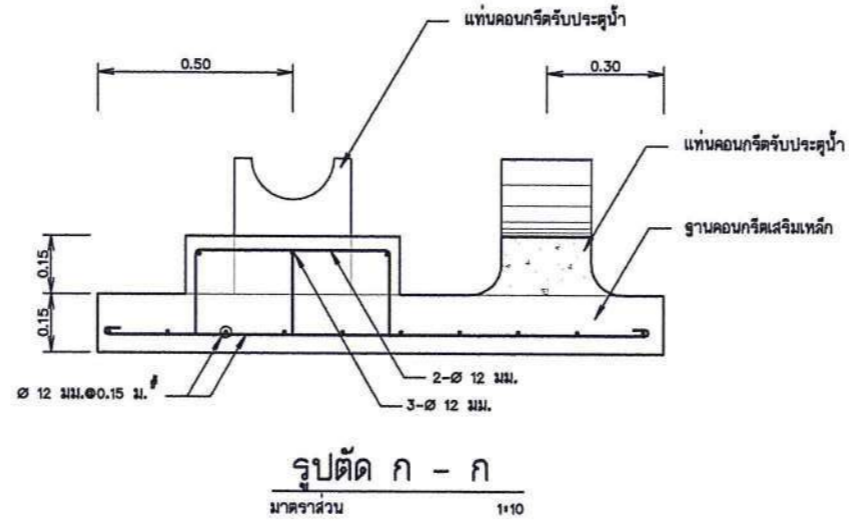 แท่นคอนกรีตรับประตูน้ำ
0.50
0.30
แท่นคอนกรีตรับประตูน้ำ
ฐานคอนกรีตเสริมเหล็ก
0.15
0.15
2-Ø 12 มม.
Ø 12 มม.@0.15 ม.#
3-Ø 12 มม.
รูปตัด ก - ก
มาตราส่วน 1:10